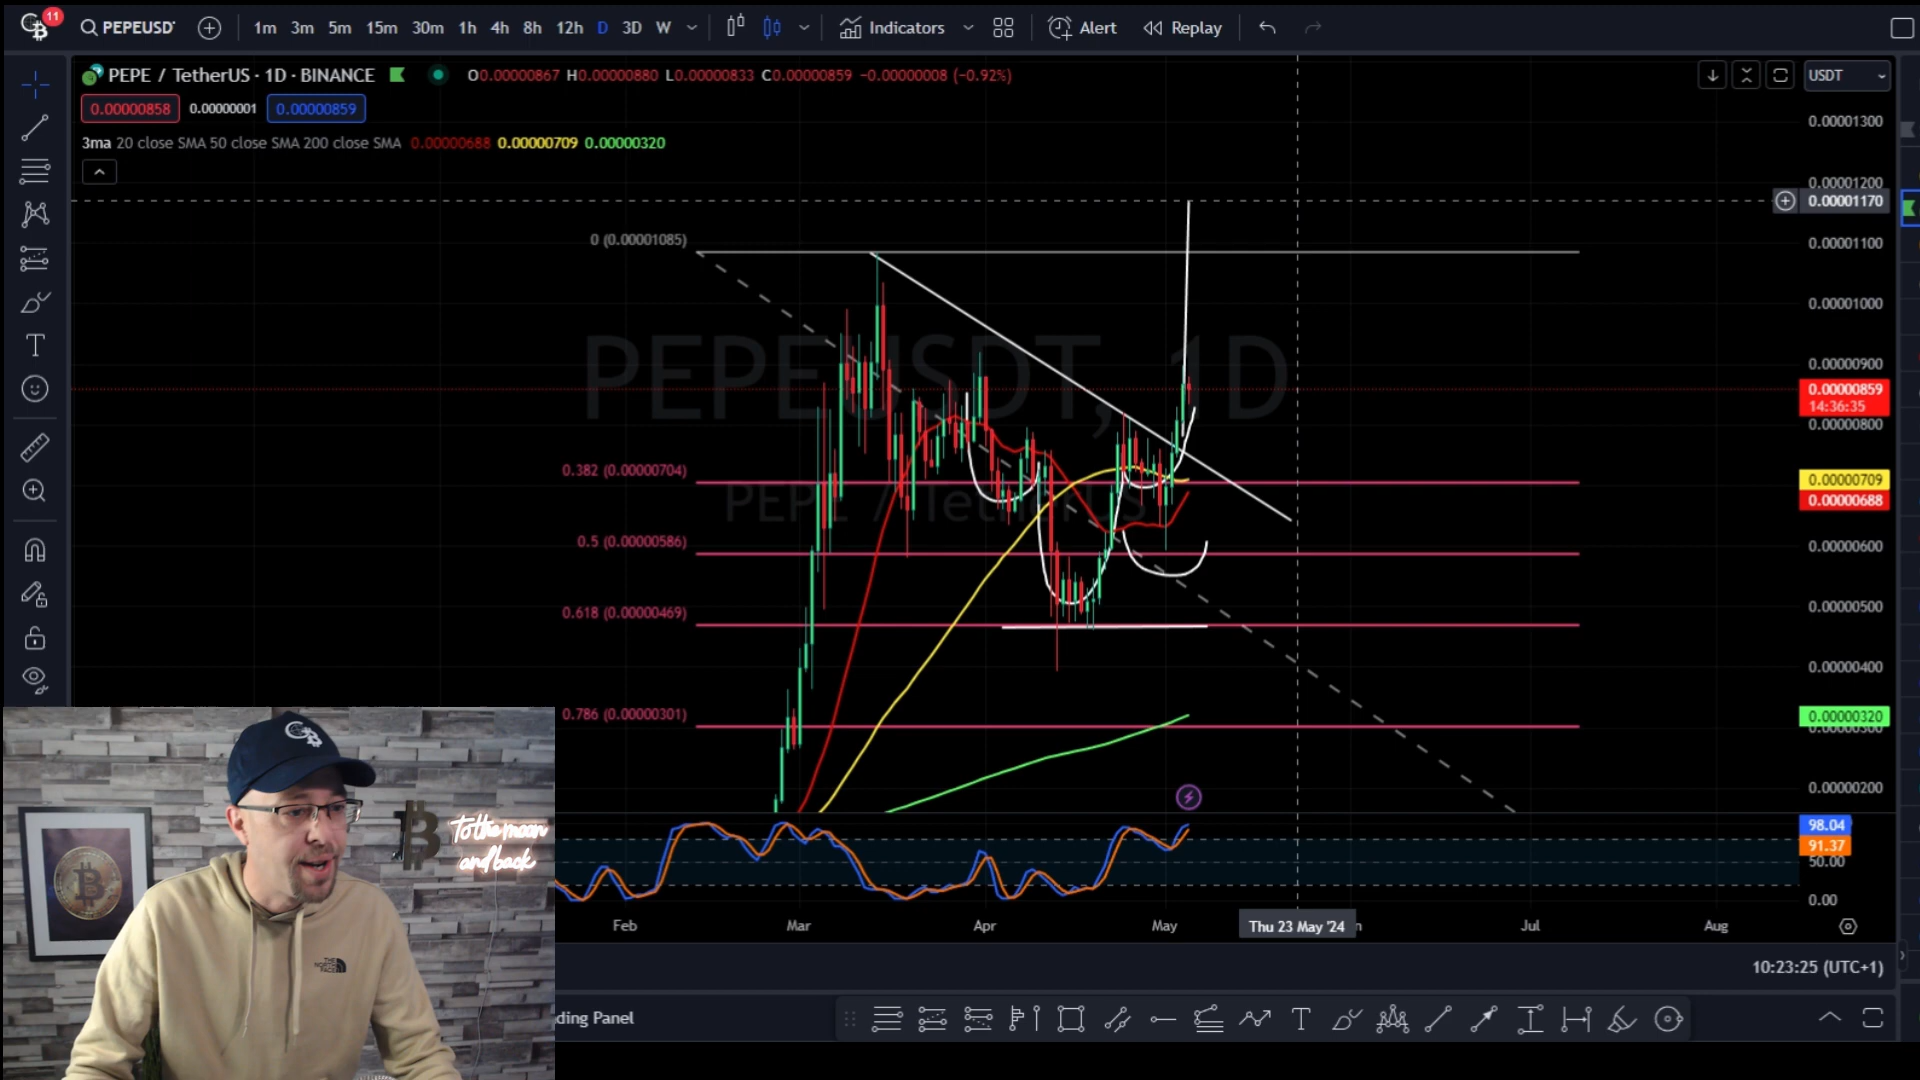 11
PEPEUSDT
1m 3m 5m 15m 30m 1h 4h 8h 12h D 3D W
Indicators
Alert
Replay
PEPE / TetherUS · 1D · BINANCE
O0.00000867 H0.00000880 L0.00000833 C0.00000859 −0.00000008 (−0.92%)
USDT
0.00000858 0.00000001 0.00000859
3ma 20 close SMA 50 close SMA 200 close SMA 0.00000688 0.00000709 0.00000320
0.00001300
0.00001200
0.00001170
0 (0.00001085)
0.00001100
0.00001000
PEPEUSDT, 1D
0.00000900
0.00000859
14:36:35
0.00000800
0.382 (0.00000704)
0.00000709
PEPE / TetherUS
0.00000688
0.5 (0.00000586)
0.00000600
0.618 (0.00000469)
0.00000500
0.00000400
0.786 (0.00000301)
0.00000320
0.00000300
0.00000200
98.04
91.37
50.00
0.00
To the moon
and back
THE
NORTH
FACE
Feb Mar Apr May Thu 23 May '24 Jul Aug
10:23:25 (UTC+1)
ding Panel